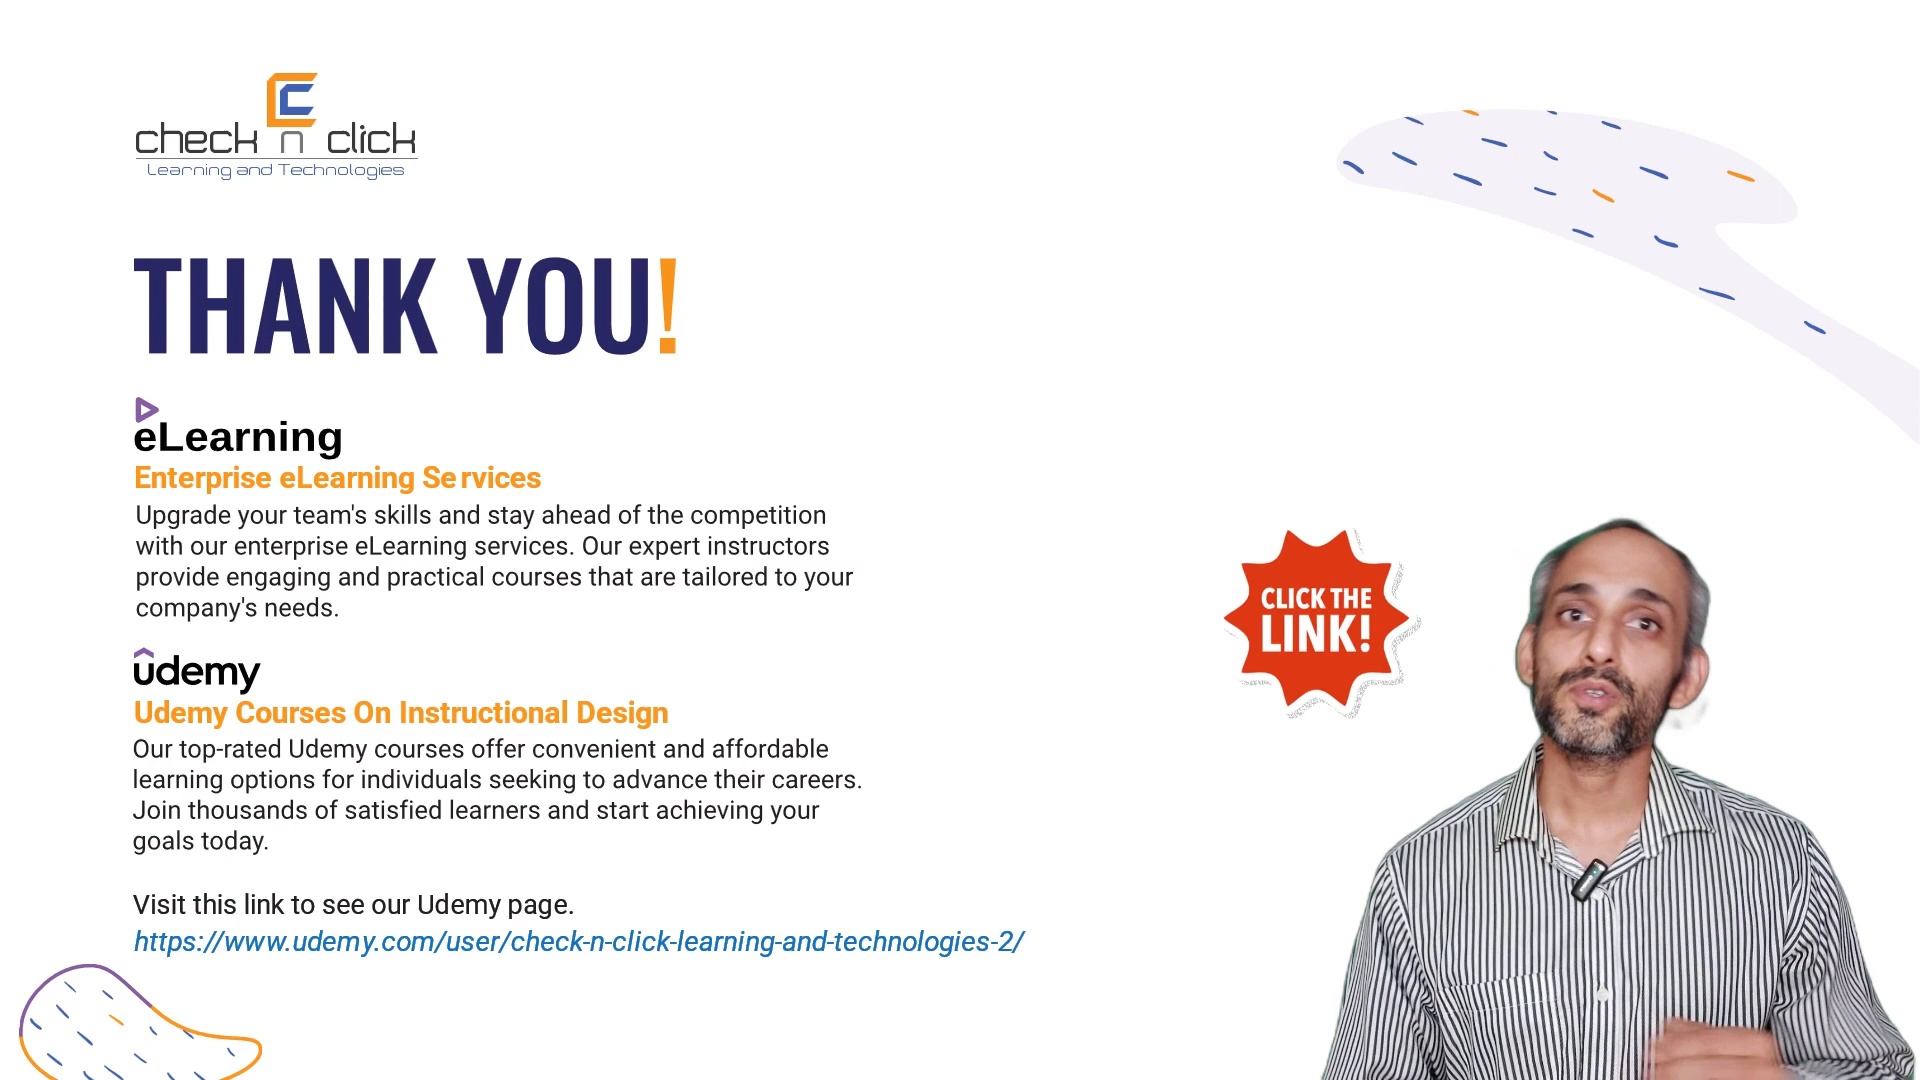 check n click
Learning and Technologies
THANK YOU!
eLearning
Enterprise eLearning Services
Upgrade your team's skills and stay ahead of the competition
with our enterprise eLearning services. Our expert instructors
provide engaging and practical courses that are tailored to your
company's needs.
udemy
Udemy Courses On Instructional Design
Our top-rated Udemy courses offer convenient and affordable
learning options for individuals seeking to advance their careers.
Join thousands of satisfied learners and start achieving your
goals today.
Visit this link to see our Udemy page.
https://www.udemy.com/user/check-n-click-learning-and-technologies-2/
CLICK THE
LINK!